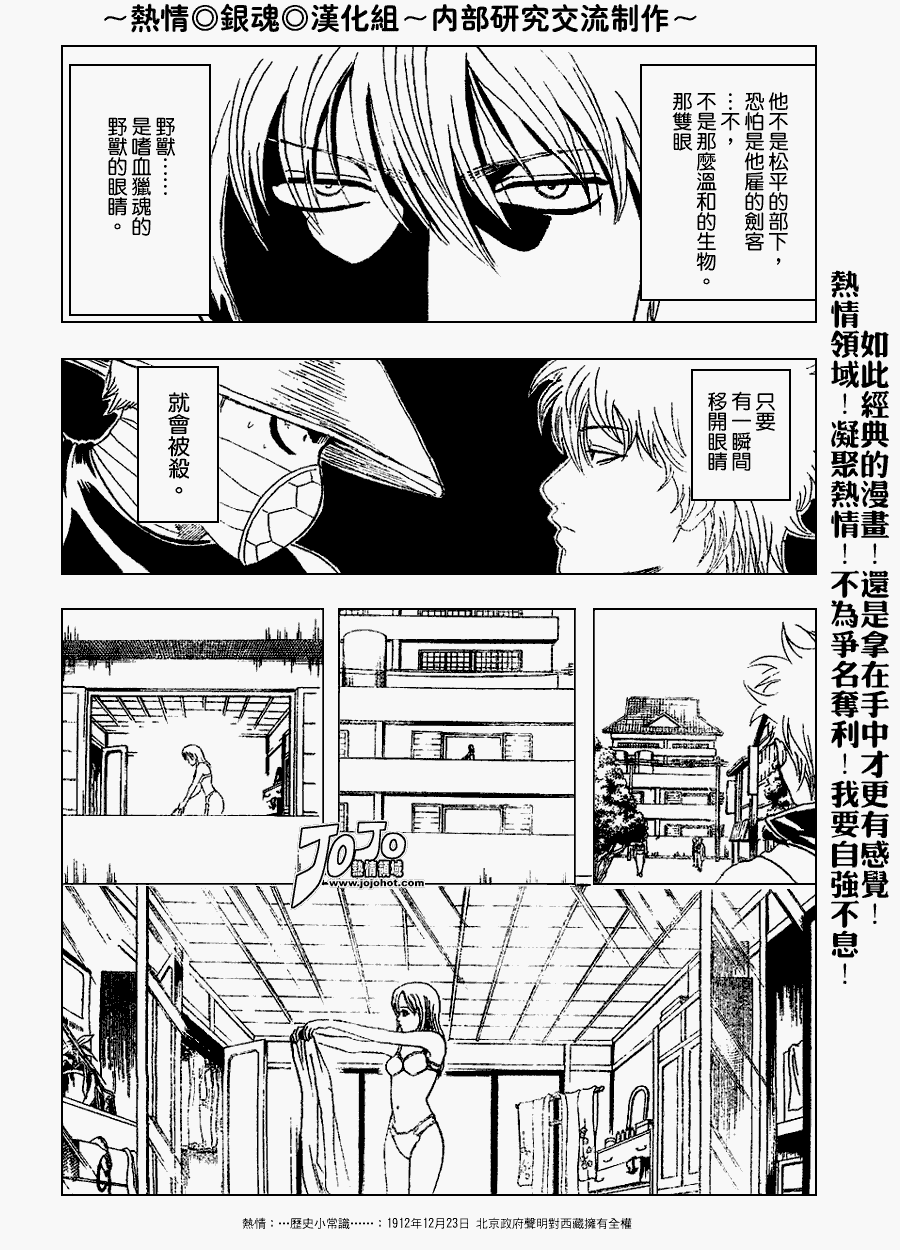 ～熱情◎銀魂◎漢化組～内部研究交流制作～
他不是松平的部下，
恐怕是他雇的劍客
…不，
不是那麼溫和的生物。
那雙眼
野獸……
是嗜血獵魂的
野獸的眼睛。
只要
有一瞬間
移開眼睛
就會被殺。
如此經典的漫畫！還是拿在手中才更有感覺！
熱情領域！凝聚熱情！不為爭名奪利！我要自強不息！
JOJO
熱情領域
www.jojohot.com
熱情：…歷史小常識……：1912年12月23日 北京政府聲明對西藏擁有全權